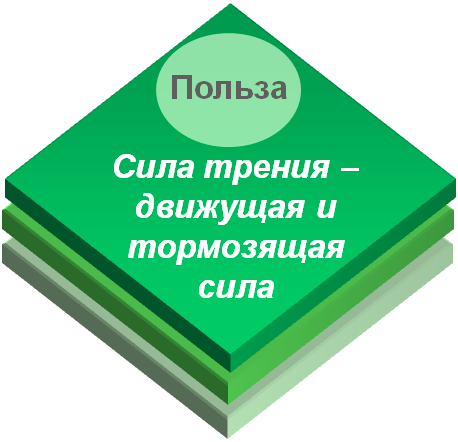 Польза
Сила трения –
движущая и
тормозящая
сила